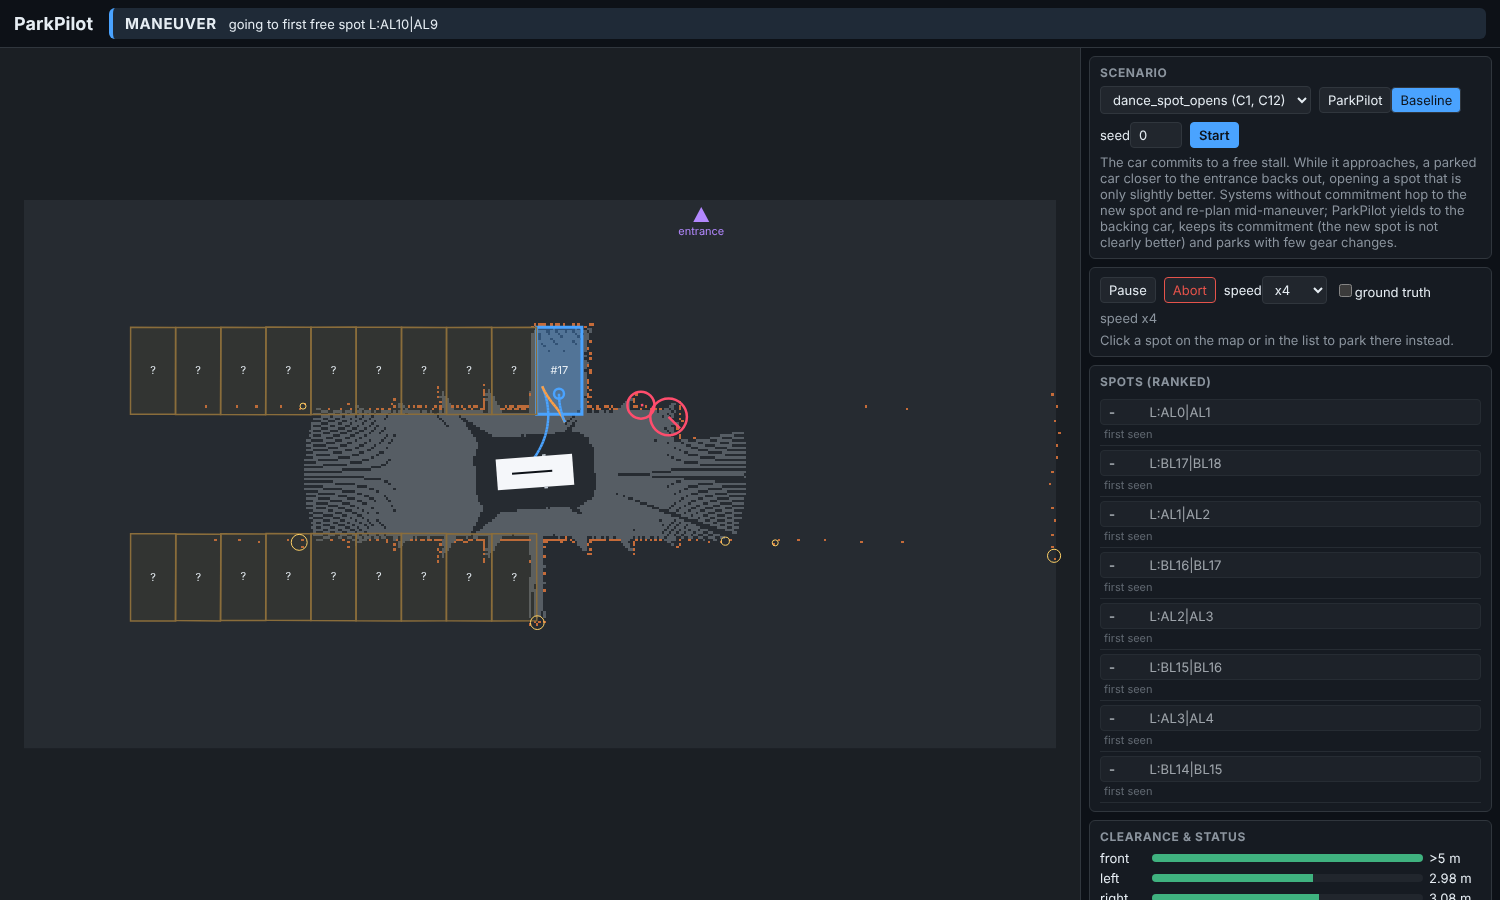 ParkPilot
MANEUVER going to first free spot L:AL10|AL9
entrance
? ? ? ? ? ? ? ? ? #17
? ? ? ? ? ? ? ? ?
SCENARIO
dance_spot_opens (C1, C12) ParkPilot Baseline
seed 0 Start
The car commits to a free stall. While it approaches, a parked
car closer to the entrance backs out, opening a spot that is
only slightly better. Systems without commitment hop to the
new spot and re-plan mid-maneuver; ParkPilot yields to the
backing car, keeps its commitment (the new spot is not
clearly better) and parks with few gear changes.
Pause Abort speed x4 ground truth
speed x4
Click a spot on the map or in the list to park there instead.
SPOTS (RANKED)
- L:AL0|AL1
first seen
- L:BL17|BL18
first seen
- L:AL1|AL2
first seen
- L:BL16|BL17
first seen
- L:AL2|AL3
first seen
- L:BL15|BL16
first seen
- L:AL3|AL4
first seen
- L:BL14|BL15
first seen
CLEARANCE & STATUS
front >5 m
left 2.98 m
right 3.08 m